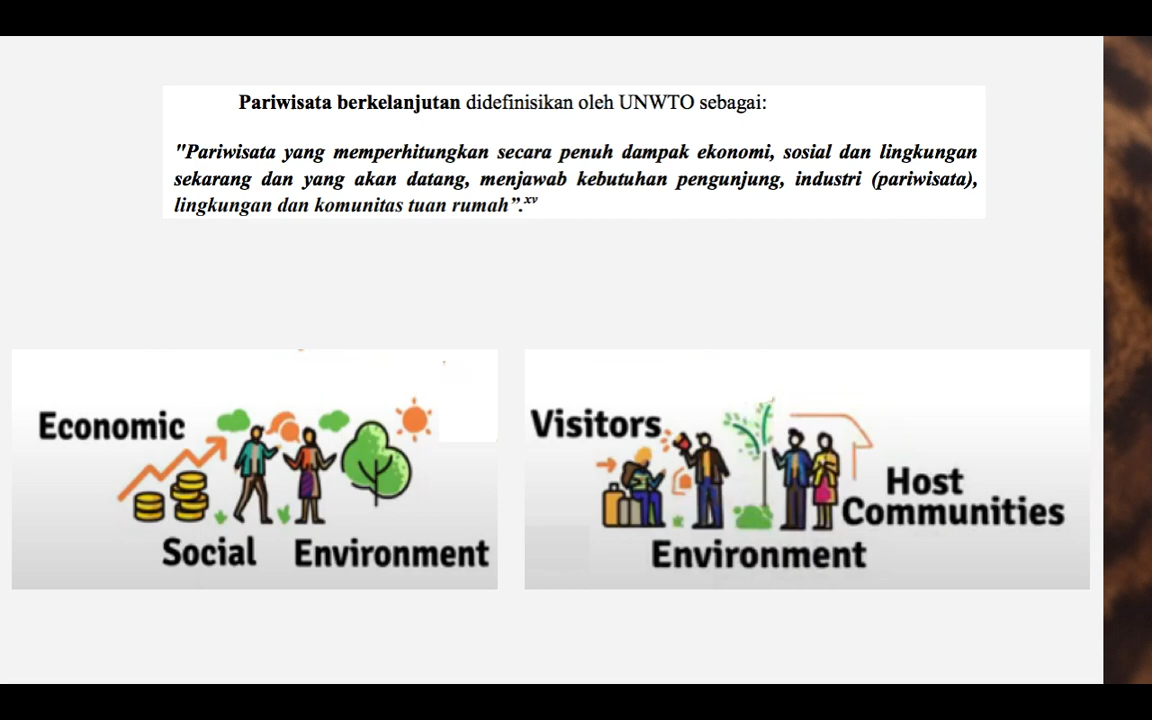 Pariwisata berkelanjutan didefinisikan oleh UNWTO sebagai:
"Pariwisata yang memperhitungkan secara penuh dampak ekonomi, sosial dan lingkungan
sekarang dan yang akan datang, menjawab kebutuhan pengunjung, industri (pariwisata),
lingkungan dan komunitas tuan rumah”.xv
Economic
Social
Environment
Visitors
Host
Communities
Environment